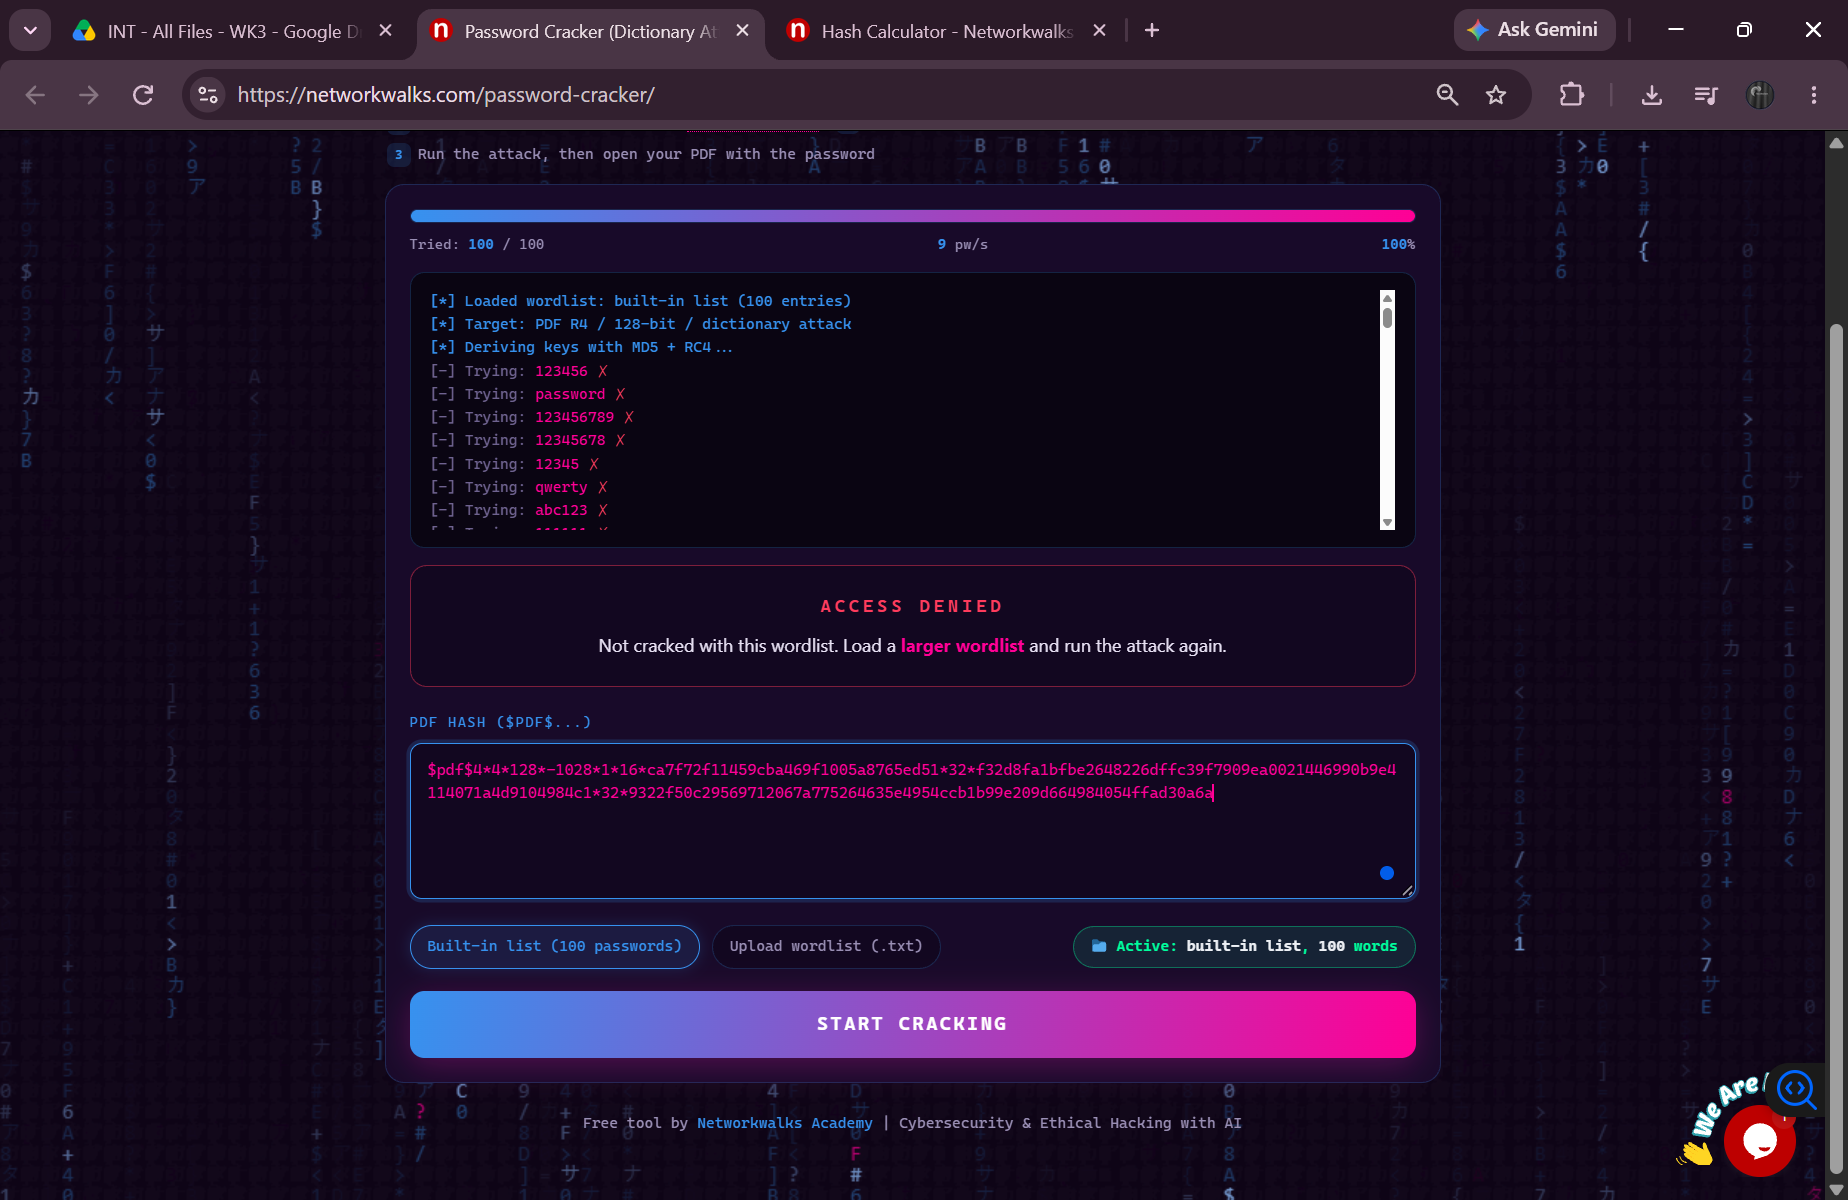 INT - All Files - WK3 - Google D
Password Cracker (Dictionary At
Hash Calculator - Networkwalks
Ask Gemini
https://networkwalks.com/password-cracker/
3 Run the attack, then open your PDF with the password
Tried: 100 / 100
9 pw/s
100%
[*] Loaded wordlist: built-in list (100 entries)
[*] Target: PDF R4 / 128-bit / dictionary attack
[*] Deriving keys with MD5 + RC4...
[-] Trying: 123456 ✗
[-] Trying: password ✗
[-] Trying: 123456789 ✗
[-] Trying: 12345678 ✗
[-] Trying: 12345 ✗
[-] Trying: qwerty ✗
[-] Trying: abc123 ✗
ACCESS DENIED
Not cracked with this wordlist. Load a larger wordlist and run the attack again.
PDF HASH ($PDF$...)
$pdf$4*4*128*-1028*1*16*ca7f72f11459cba469f1005a8765ed51*32*f32d8fa1bfbe2648226dffc39f7909ea0021446990b9e4
114071a4d9104984c1*32*9322f50c29569712067a775264635e4954ccb1b99e209d664984054ffad30a6a
Built-in list (100 passwords)
Upload wordlist (.txt)
Active: built-in list, 100 words
START CRACKING
Free tool by Networkwalks Academy | Cybersecurity & Ethical Hacking with AI
We Are